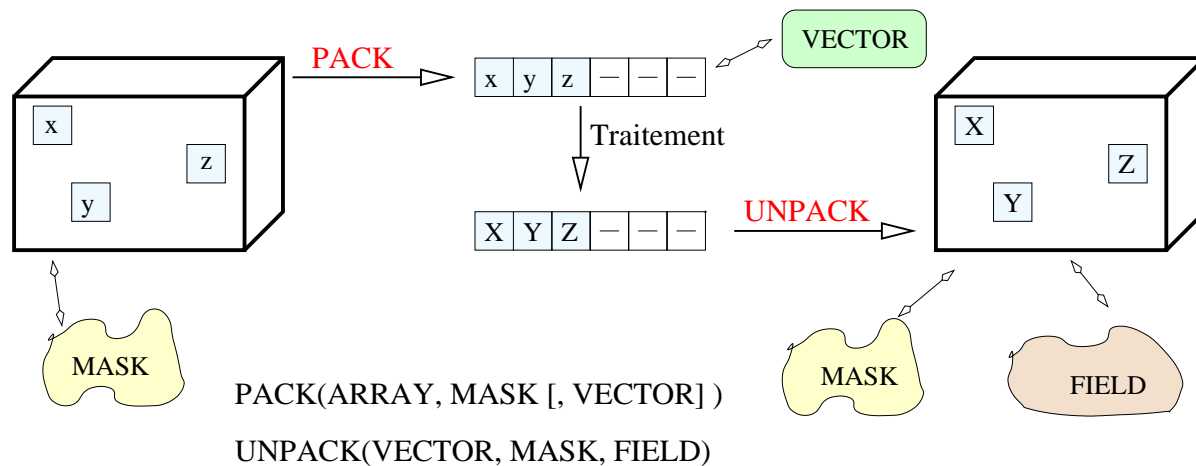 PACK
x y z — — —
VECTOR
x
z
y
Traitement
X
Z
Y
X Y Z — — —
UNPACK
MASK
MASK
FIELD
PACK(ARRAY, MASK [, VECTOR] )
UNPACK(VECTOR, MASK, FIELD)